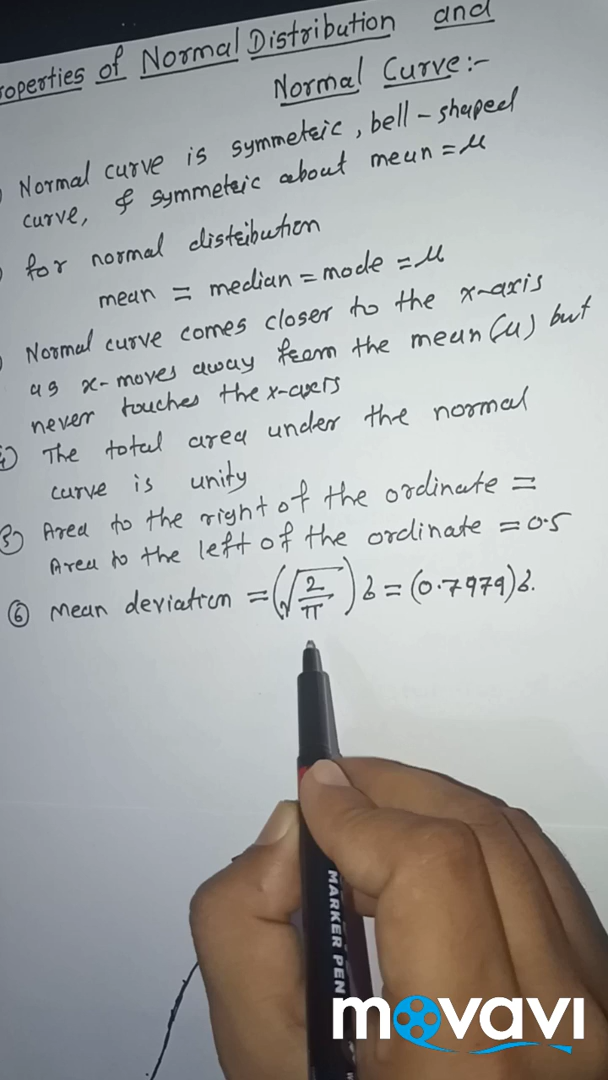 Properties of Normal Distribution and
Normal Curve:-
Normal curve is symmetric, bell-shaped
curve, & symmetric about mean = μ
for normal distribution
mean = median = mode = μ
Normal curve comes closer to the x-axis
as x-moves away from the mean (μ) but
never touches the x-axis
④ The total area under the normal
curve is unity
⑤ Area to the right of the ordinate =
Area to the left of the ordinate = 0.5
⑥ Mean deviation = (√(2/π)) σ = (0.7979) σ.
MARKER PEN
movavi